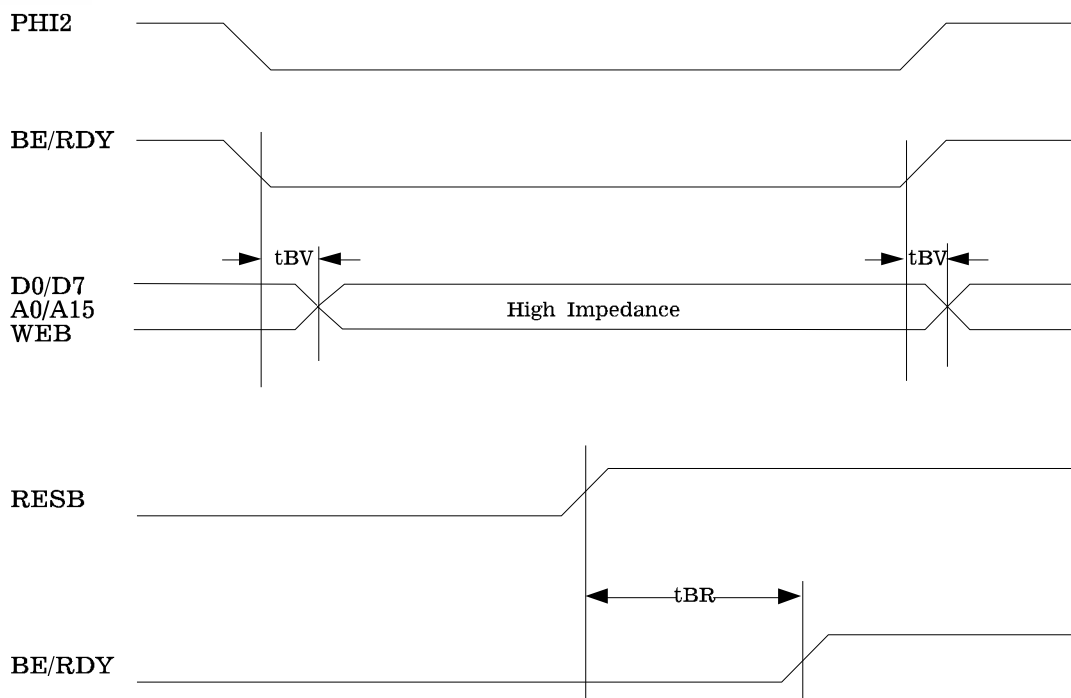 PHI2
BE/RDY
tBV
tBV
D0/D7
A0/A15
WEB
High Impedance
RESB
tBR
BE/RDY